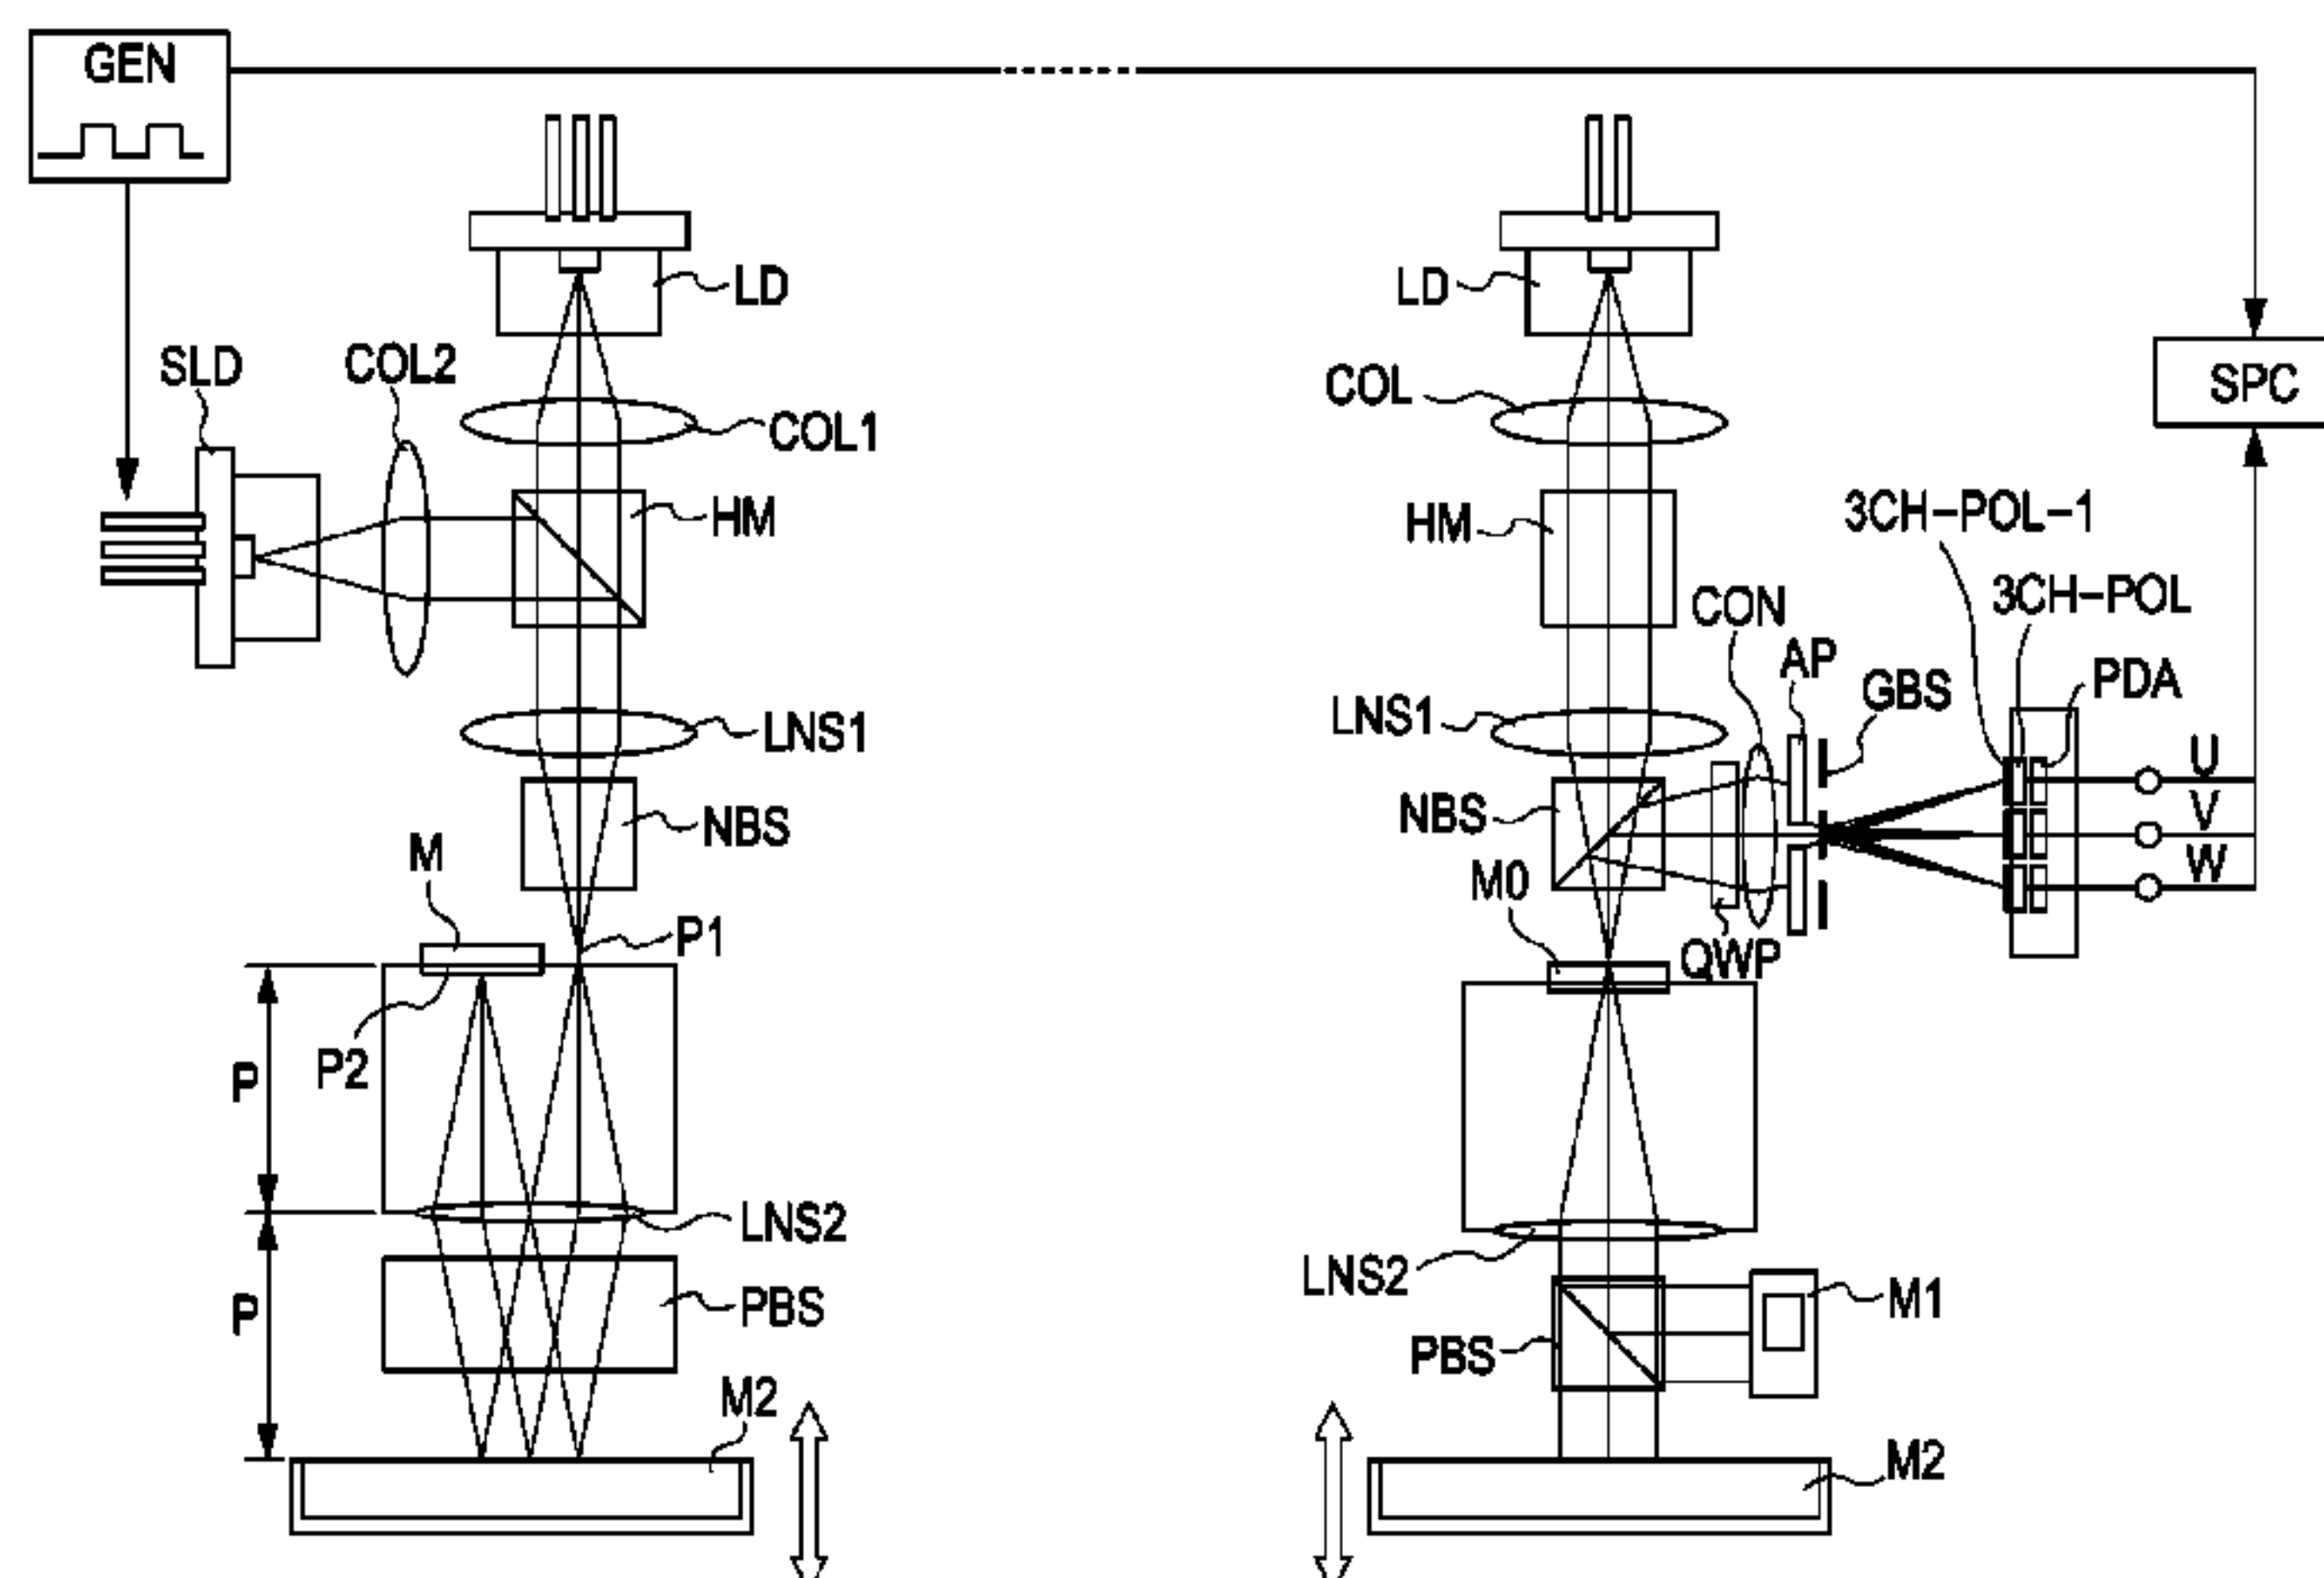 GEN
LD
SLD
COL2
COL1
HM
LNS1
NBS
M
P1
P2
P
LNS2
P
PBS
M2
LD
SPC
COL
3CH-POL-1
HM
3CH-POL
CON
AP
PDA
GBS
LNS1
U
NBS
V
W
M0
QWP
LNS2
M1
PBS
M2